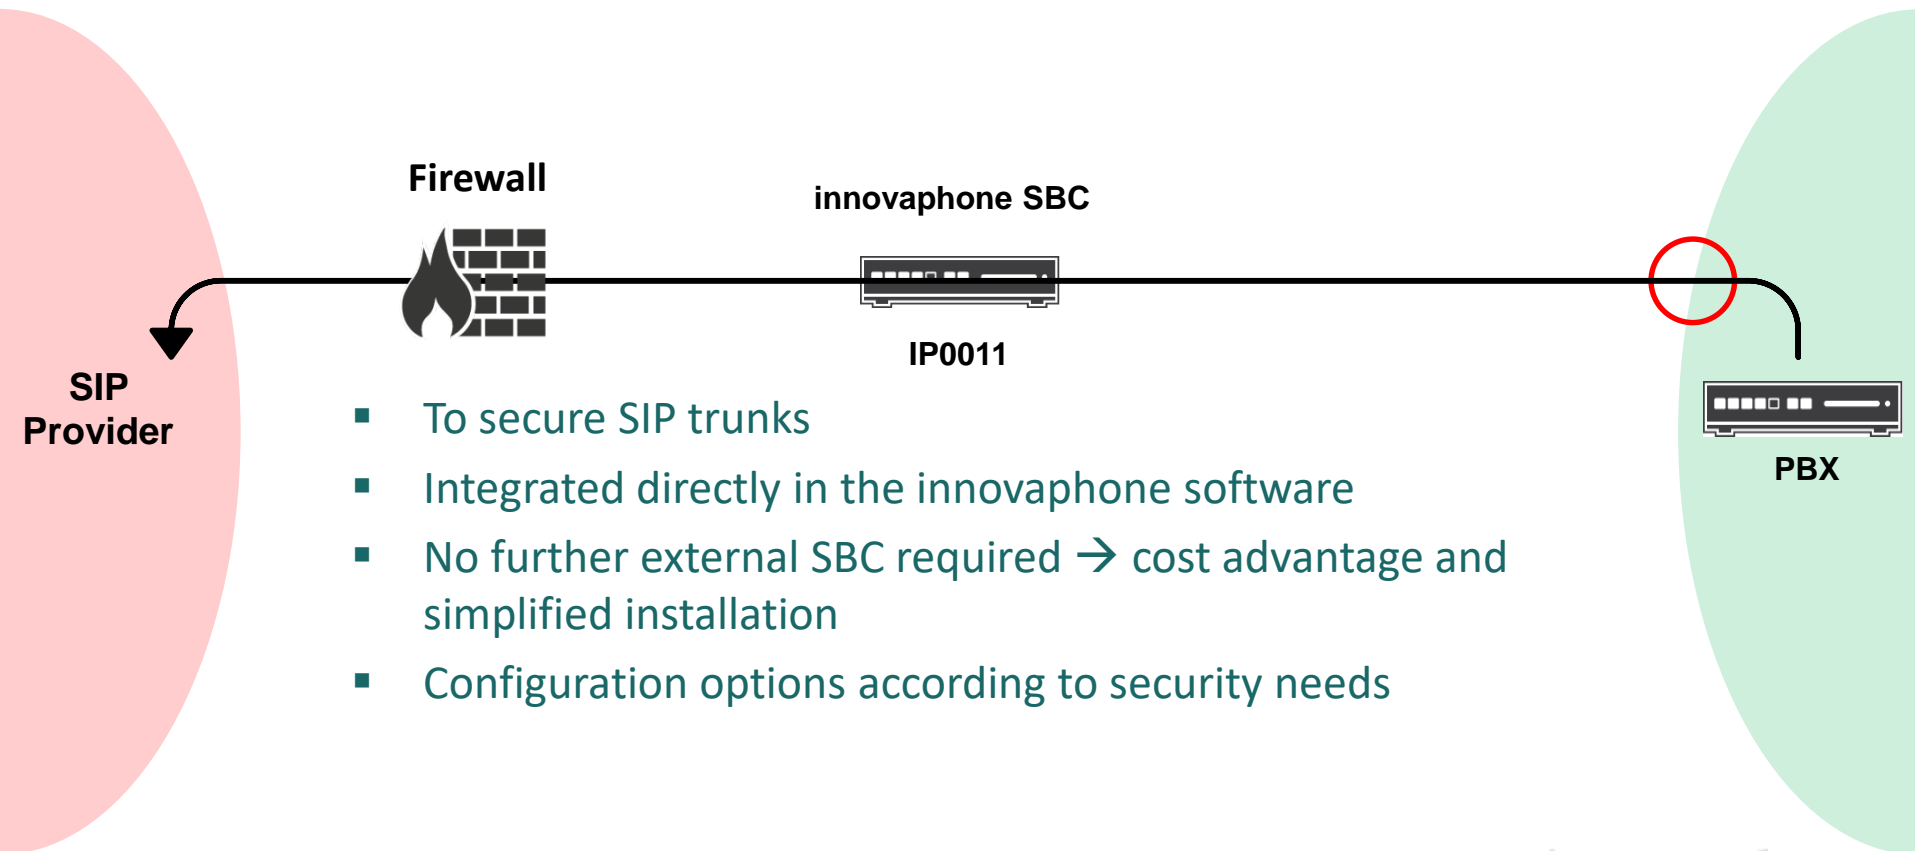 Firewall
innovaphone SBC
IP0011
SIP
Provider
PBX
▪ To secure SIP trunks
▪ Integrated directly in the innovaphone software
▪ No further external SBC required → cost advantage and
simplified installation
▪ Configuration options according to security needs